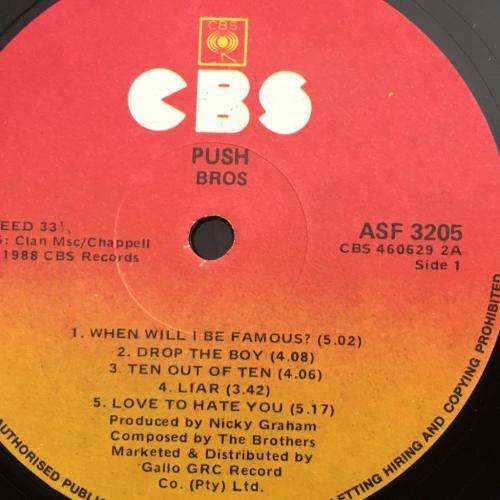 CBS
CBS
PUSH
BROS
EED 33⅓
: Clan Msc/Chappell
1988 CBS Records
ASF 3205
CBS 460629 2A
Side 1
1. WHEN WILL I BE FAMOUS? (5.02)
2. DROP THE BOY (4.08)
3. TEN OUT OF TEN (4.06)
4. LIAR (3.42)
5. LOVE TO HATE YOU (5.17)
Produced by Nicky Graham
Composed by The Brothers
Marketed & Distributed by
Gallo GRC Record
Co. (Pty) Ltd.
AUTHORISED PUBLI
LETTING HIRING AND COPYING PROHIBITED